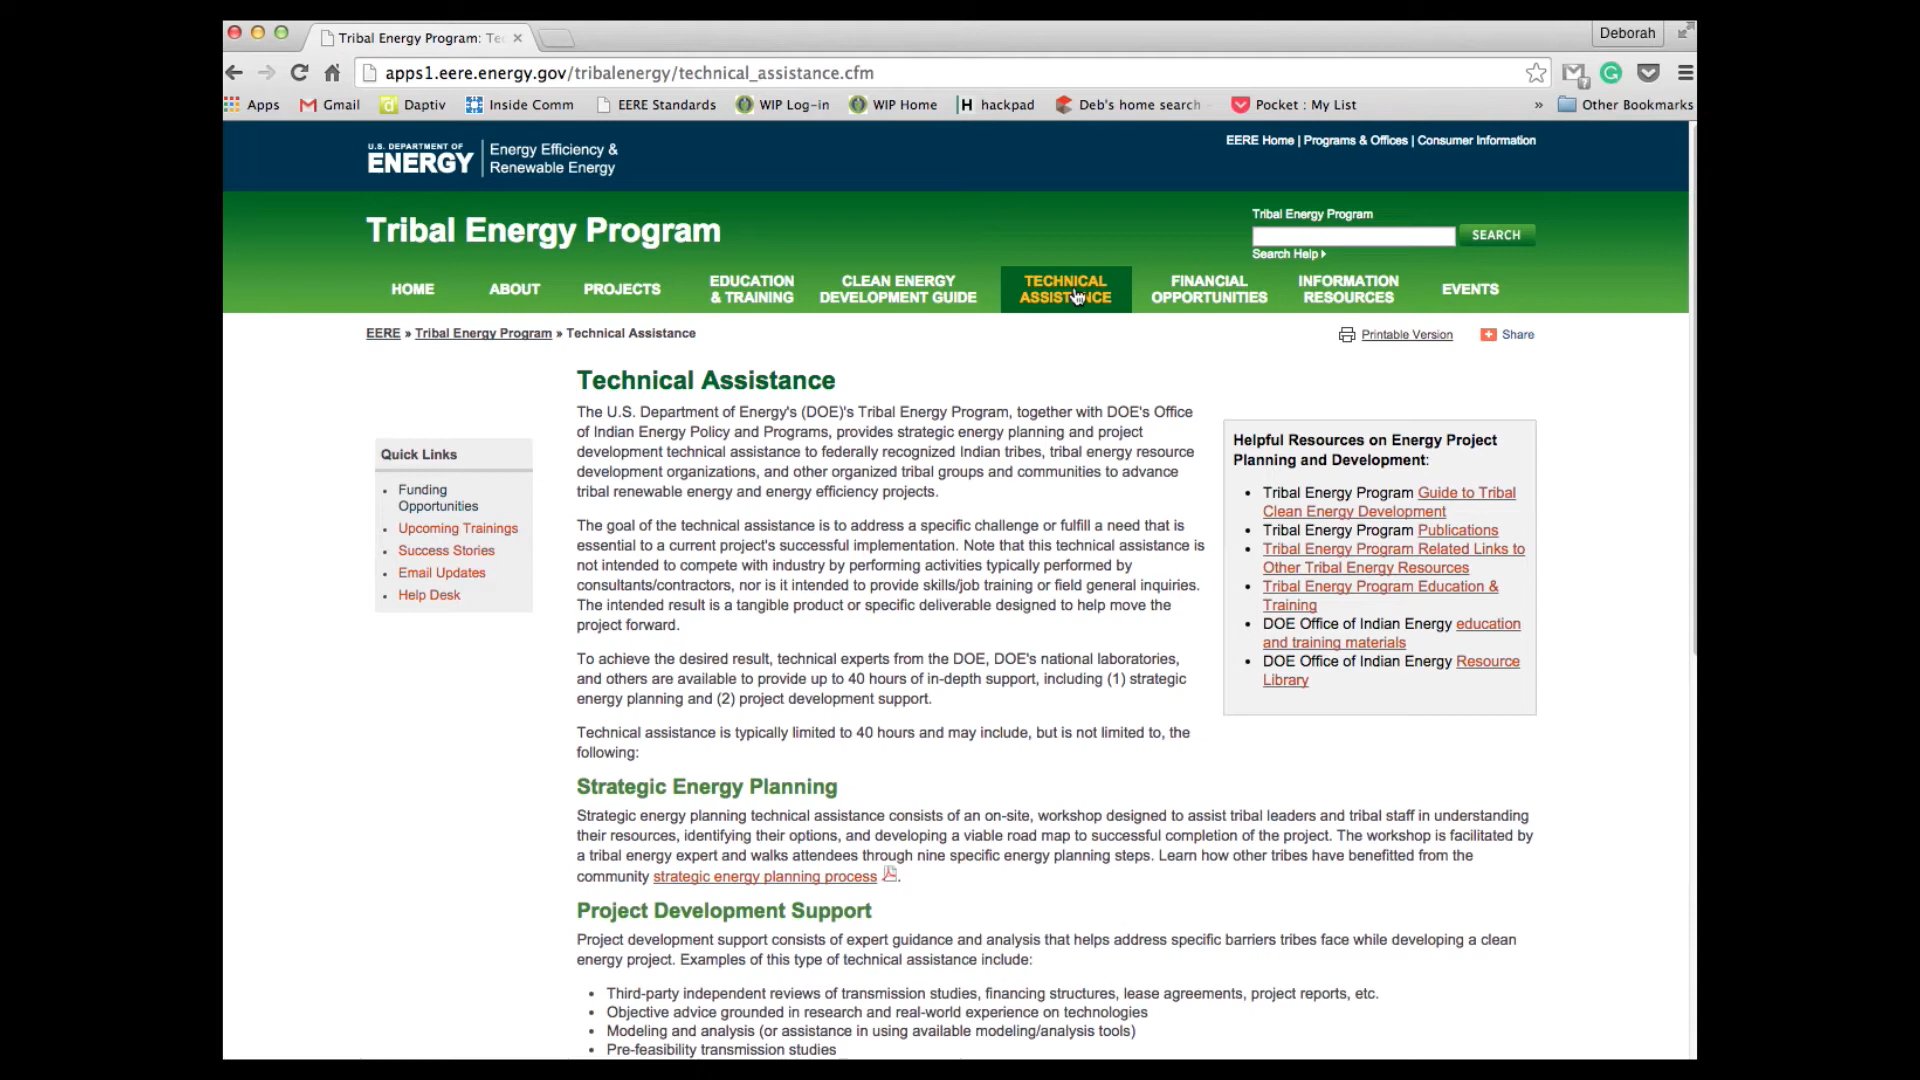 Tribal Energy Program: Te
Deborah
apps1.eere.energy.gov/tribalenergy/technical_assistance.cfm
Apps Gmail Daptiv Inside Comm EERE Standards WIP Log-in WIP Home hackpad Deb's home search Pocket : My List » Other Bookmarks
U.S. DEPARTMENT OF
ENERGY
Energy Efficiency &
Renewable Energy
EERE Home | Programs & Offices | Consumer Information
Tribal Energy Program
Tribal Energy Program
SEARCH
Search Help
HOME
ABOUT
PROJECTS
EDUCATION
& TRAINING
CLEAN ENERGY
DEVELOPMENT GUIDE
TECHNICAL
ASSISTANCE
FINANCIAL
OPPORTUNITIES
INFORMATION
RESOURCES
EVENTS
EERE » Tribal Energy Program » Technical Assistance
Printable Version
Share
Quick Links
• Funding
Opportunities
• Upcoming Trainings
• Success Stories
• Email Updates
• Help Desk
Technical Assistance
The U.S. Department of Energy's (DOE)'s Tribal Energy Program, together with DOE's Office
of Indian Energy Policy and Programs, provides strategic energy planning and project
development technical assistance to federally recognized Indian tribes, tribal energy resource
development organizations, and other organized tribal groups and communities to advance
tribal renewable energy and energy efficiency projects.
The goal of the technical assistance is to address a specific challenge or fulfill a need that is
essential to a current project's successful implementation. Note that this technical assistance is
not intended to compete with industry by performing activities typically performed by
consultants/contractors, nor is it intended to provide skills/job training or field general inquiries.
The intended result is a tangible product or specific deliverable designed to help move the
project forward.
To achieve the desired result, technical experts from the DOE, DOE's national laboratories,
and others are available to provide up to 40 hours of in-depth support, including (1) strategic
energy planning and (2) project development support.
Technical assistance is typically limited to 40 hours and may include, but is not limited to, the
following:
Helpful Resources on Energy Project
Planning and Development:
• Tribal Energy Program Guide to Tribal
Clean Energy Development
• Tribal Energy Program Publications
• Tribal Energy Program Related Links to
Other Tribal Energy Resources
• Tribal Energy Program Education &
Training
• DOE Office of Indian Energy education
and training materials
• DOE Office of Indian Energy Resource
Library
Strategic Energy Planning
Strategic energy planning technical assistance consists of an on-site, workshop designed to assist tribal leaders and tribal staff in understanding
their resources, identifying their options, and developing a viable road map to successful completion of the project. The workshop is facilitated by
a tribal energy expert and walks attendees through nine specific energy planning steps. Learn how other tribes have benefitted from the
community strategic energy planning process .
Project Development Support
Project development support consists of expert guidance and analysis that helps address specific barriers tribes face while developing a clean
energy project. Examples of this type of technical assistance include:
• Third-party independent reviews of transmission studies, financing structures, lease agreements, project reports, etc.
• Objective advice grounded in research and real-world experience on technologies
• Modeling and analysis (or assistance in using available modeling/analysis tools)
• Pre-feasibility transmission studies